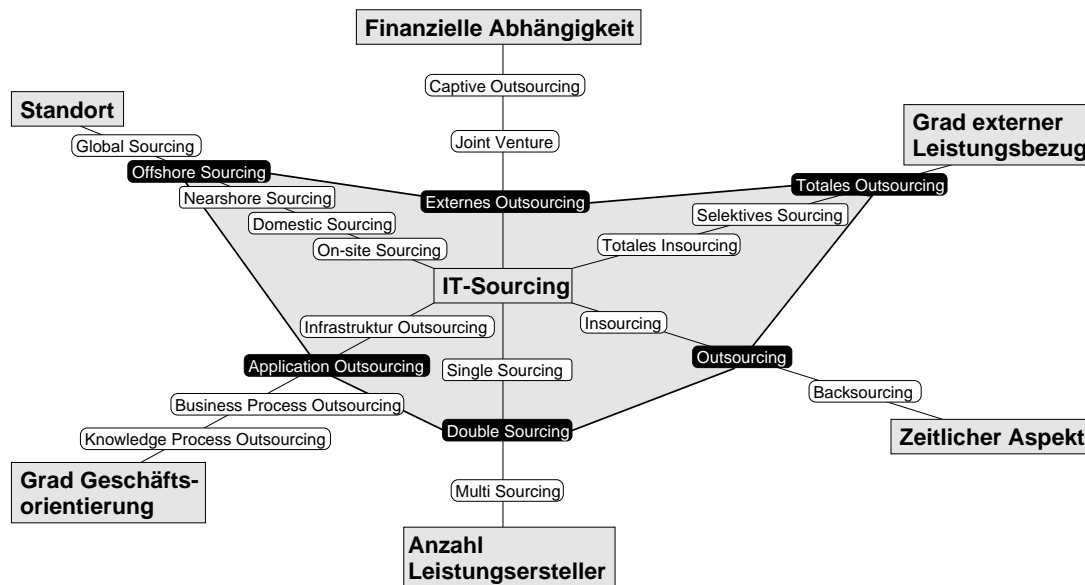 Finanzielle Abhängigkeit
Captive Outsourcing
Standort
Grad externer
Leistungsbezug
Global Sourcing
Joint Venture
Offshore Sourcing
Totales Outsourcing
Nearshore Sourcing
Externes Outsourcing
Selektives Sourcing
Domestic Sourcing
Totales Insourcing
On-site Sourcing
IT-Sourcing
Infrastruktur Outsourcing
Insourcing
Application Outsourcing
Single Sourcing
Outsourcing
Business Process Outsourcing
Backsourcing
Knowledge Process Outsourcing
Double Sourcing
Zeitlicher Aspekt
Grad Geschäfts-
orientierung
Multi Sourcing
Anzahl
Leistungsersteller